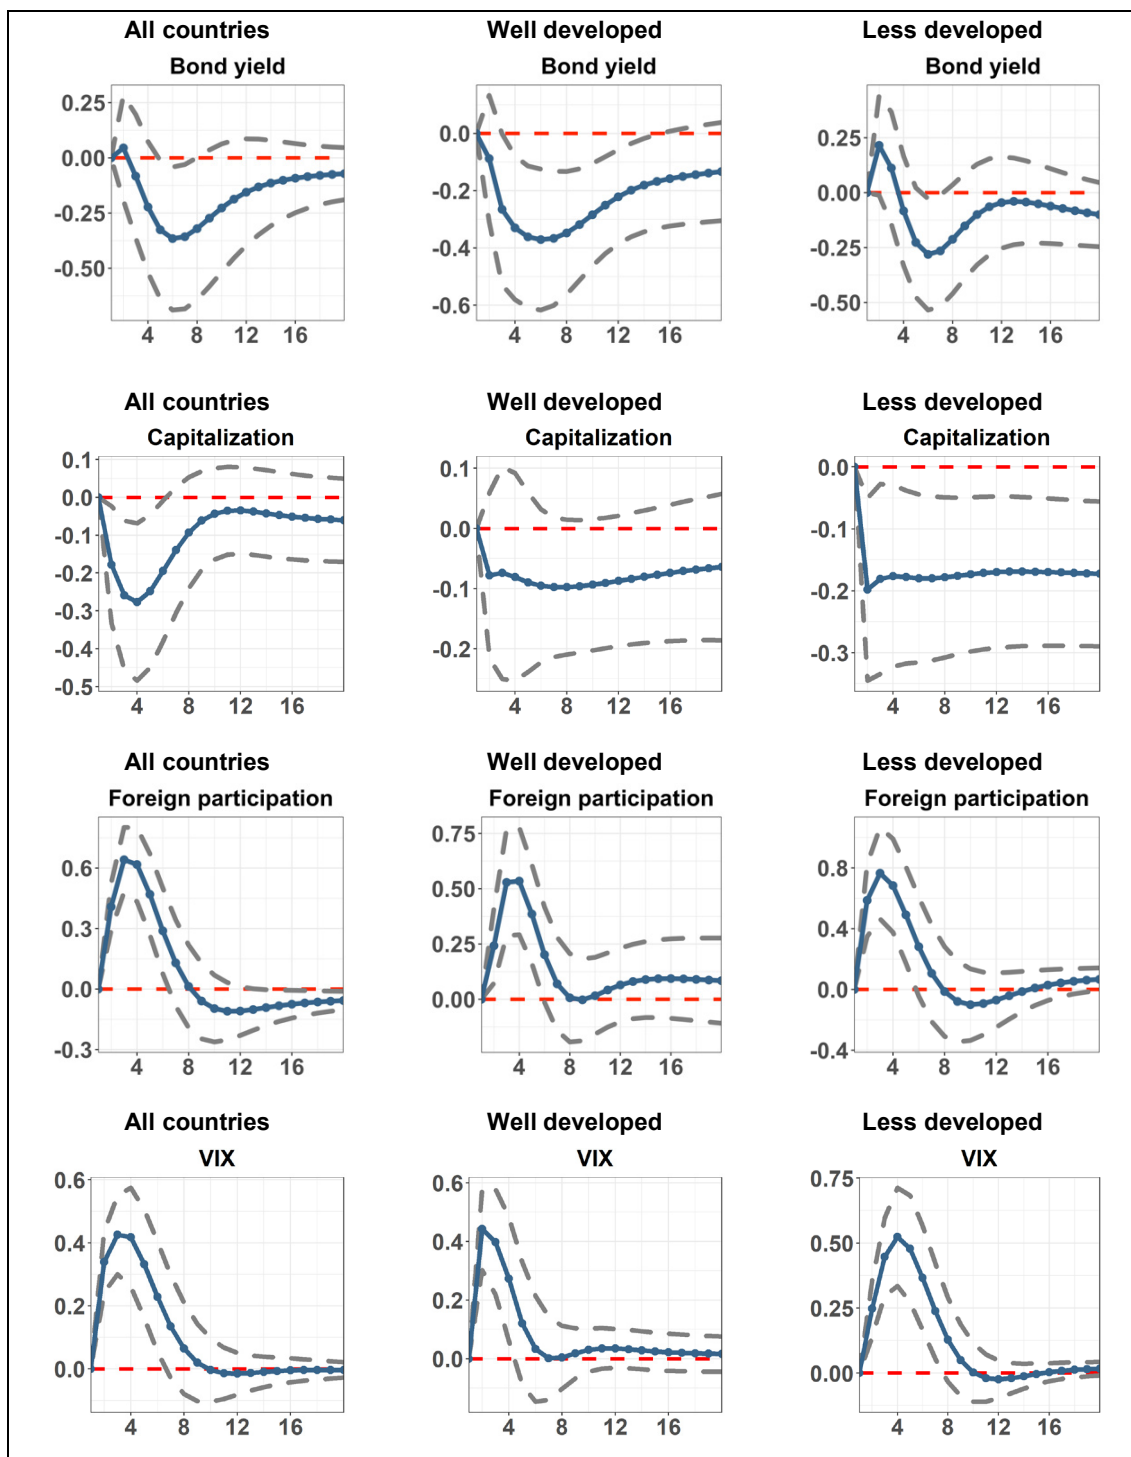 All countries Well developed Less developed
Bond yield Bond yield Bond yield
0.25 0.0 0.25
0.00 -0.2 0.00
-0.25 -0.4 -0.25
-0.50 -0.6 -0.50
4 8 12 16 4 8 12 16 4 8 12 16
All countries Well developed Less developed
Capitalization Capitalization Capitalization
0.1 0.1 0.0
0.0 0.0 -0.1
-0.1 -0.1 -0.2
-0.2 -0.2 -0.3
-0.3
-0.4
-0.5
4 8 12 16 4 8 12 16 4 8 12 16
All countries Well developed Less developed
Foreign participation Foreign participation Foreign participation
0.6 0.75 0.8
0.3 0.50 0.4
0.0 0.25 0.0
-0.3 0.00 -0.4
4 8 12 16 4 8 12 16 4 8 12 16
All countries Well developed Less developed
VIX VIX VIX
0.6 0.6 0.75
0.4 0.4 0.50
0.2 0.2 0.25
0.0 0.0 0.00
4 8 12 16 4 8 12 16 4 8 12 16